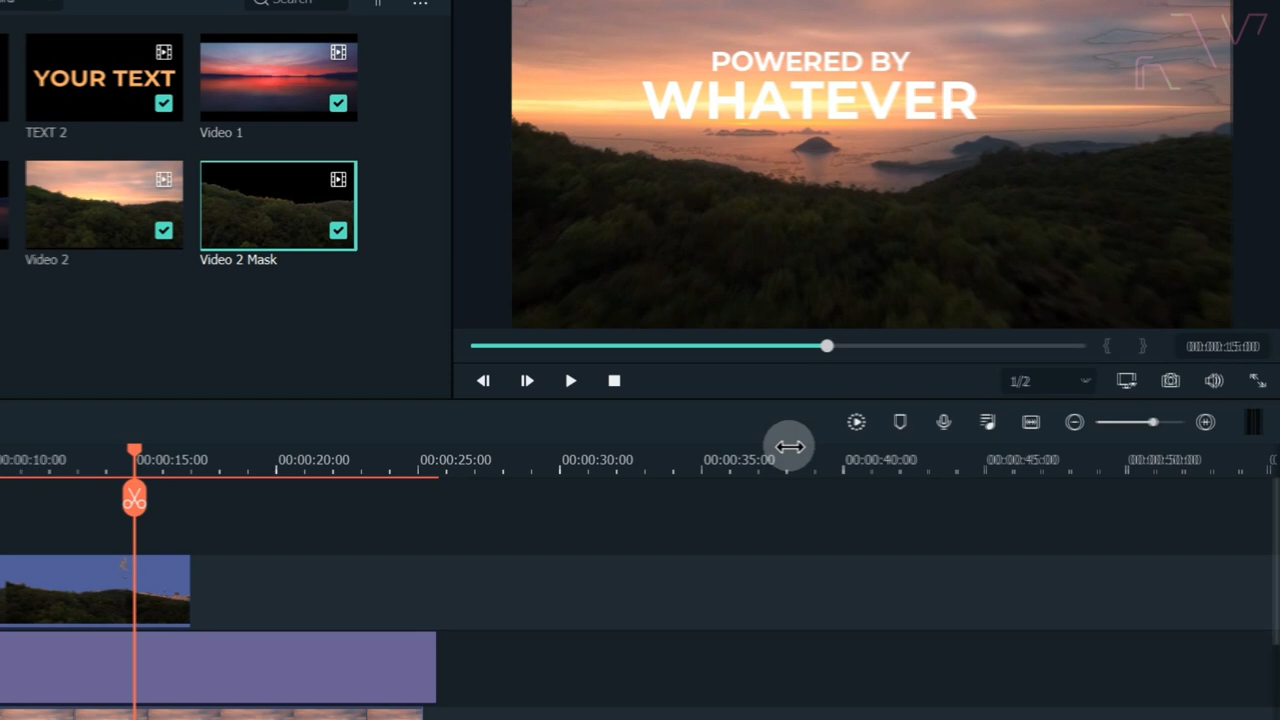 Search
YOUR TEXT
TEXT 2
Video 1
Video 2
Video 2 Mask
POWERED BY
WHATEVER
00:00:15:00
1/2
00:00:10:00
00:00:15:00
00:00:20:00
00:00:25:00
00:00:30:00
00:00:35:00
00:00:40:00
00:00:45:00
00:00:50:00